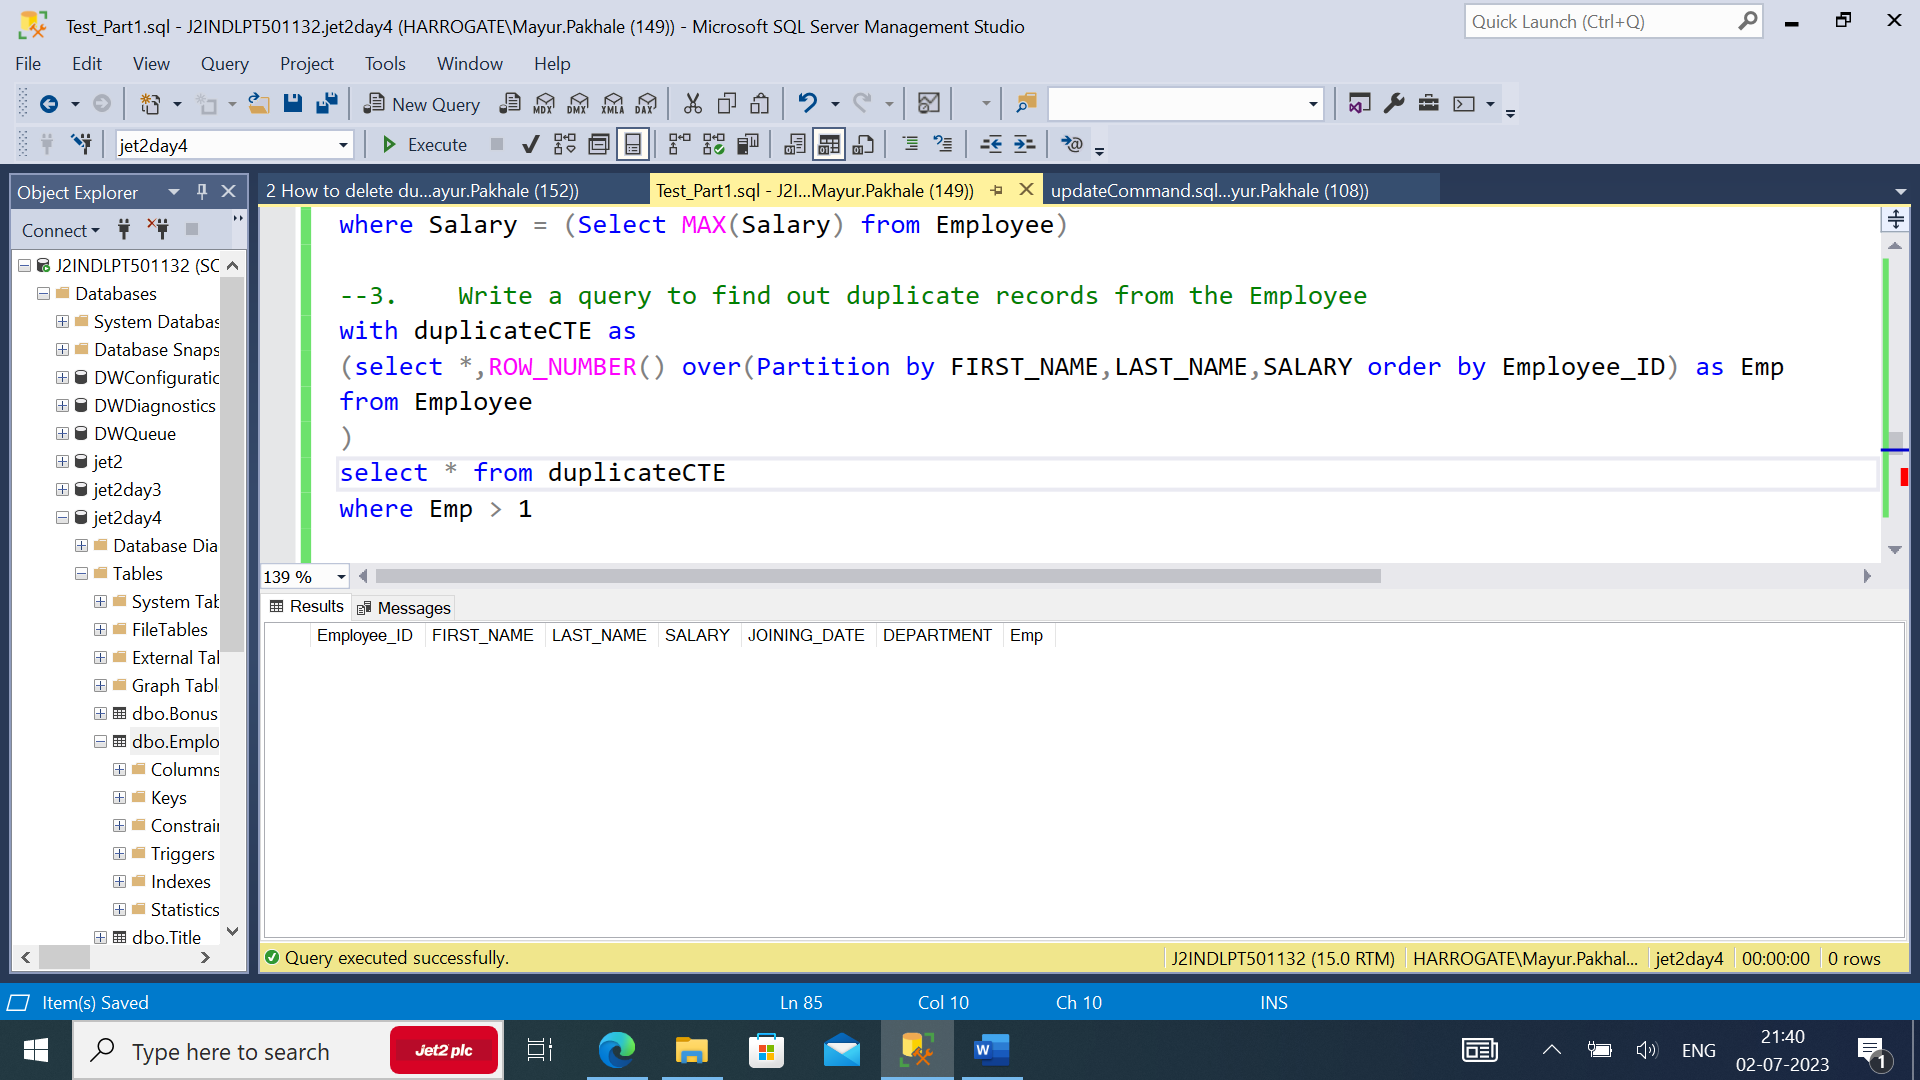 Test_Part1.sql - J2INDLPT501132.jet2day4 (HARROGATE\Mayur.Pakhale (149)) - Microsoft SQL Server Management Studio
Quick Launch (Ctrl+Q)
File Edit View Query Project Tools Window Help
New Query MDX DMX XMLA DAX
jet2day4 Execute
Object Explorer
2 How to delete du...ayur.Pakhale (152)) Test_Part1.sql - J2I...Mayur.Pakhale (149)) updateCommand.sql...yur.Pakhale (108))
Connect
J2INDLPT501132 (SC
Databases
System Databas
Database Snaps
DWConfiguratic
DWDiagnostics
DWQueue
jet2
jet2day3
jet2day4
Database Dia
Tables
System Tab
FileTables
External Tal
Graph Tabl
dbo.Bonus
dbo.Emplo
Columns
Keys
Constrair
Triggers
Indexes
Statistics
dbo.Title
where Salary = (Select MAX(Salary) from Employee)
--3.    Write a query to find out duplicate records from the Employee
with duplicateCTE as
(select *,ROW_NUMBER() over(Partition by FIRST_NAME,LAST_NAME,SALARY order by Employee_ID) as Emp
from Employee
)
select * from duplicateCTE
where Emp > 1
139 %
Results Messages
Employee_ID FIRST_NAME LAST_NAME SALARY JOINING_DATE DEPARTMENT Emp
Query executed successfully. J2INDLPT501132 (15.0 RTM) HARROGATE\Mayur.Pakhal... jet2day4 00:00:00 0 rows
Item(s) Saved Ln 85 Col 10 Ch 10 INS
Type here to search Jet2 plc ENG 21:40
02-07-2023 1